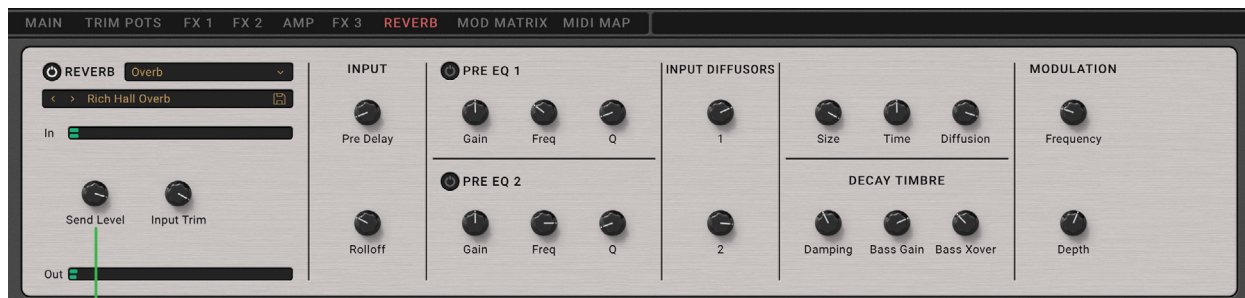 MAIN TRIM POTS FX 1 FX 2 AMP FX 3 REVERB MOD MATRIX MIDI MAP
REVERB Overb
< > Rich Hall Overb
In
Send Level Input Trim
Out
INPUT
Pre Delay
Rolloff
PRE EQ 1
Gain Freq Q
PRE EQ 2
Gain Freq Q
INPUT DIFFUSORS
1
2
Size Time Diffusion
DECAY TIMBRE
Damping Bass Gain Bass Xover
MODULATION
Frequency
Depth